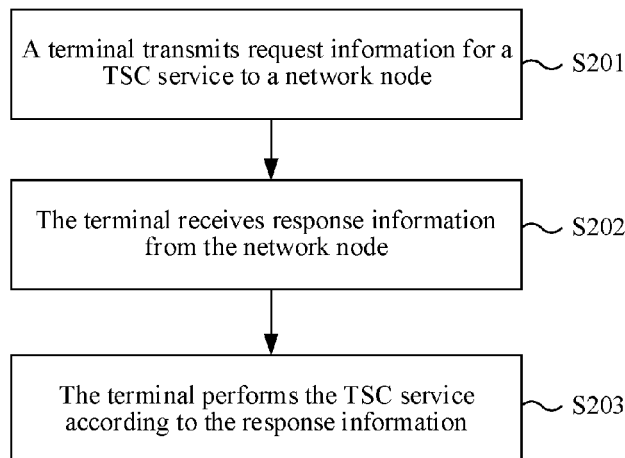 A terminal transmits request information for a
TSC service to a network node
S201
The terminal receives response information
from the network node
S202
The terminal performs the TSC service
according to the response information
S203